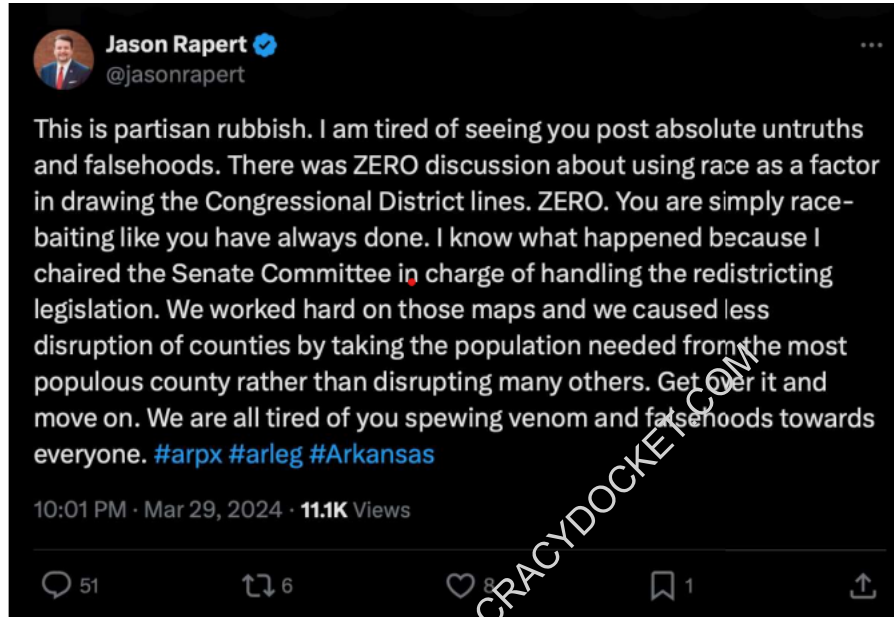 Jason Rapert
@jasonrapert
This is partisan rubbish. I am tired of seeing you post absolute untruths
and falsehoods. There was ZERO discussion about using race as a factor
in drawing the Congressional District lines. ZERO. You are simply race-
baiting like you have always done. I know what happened because I
chaired the Senate Committee in charge of handling the redistricting
legislation. We worked hard on those maps and we caused less
disruption of counties by taking the population needed from the most
populous county rather than disrupting many others. Get over it and
move on. We are all tired of you spewing venom and falsehoods towards
everyone. #arpx #arleg #Arkansas
10:01 PM · Mar 29, 2024 · 11.1K Views
51 6 1
CRACYDOCKET.COM